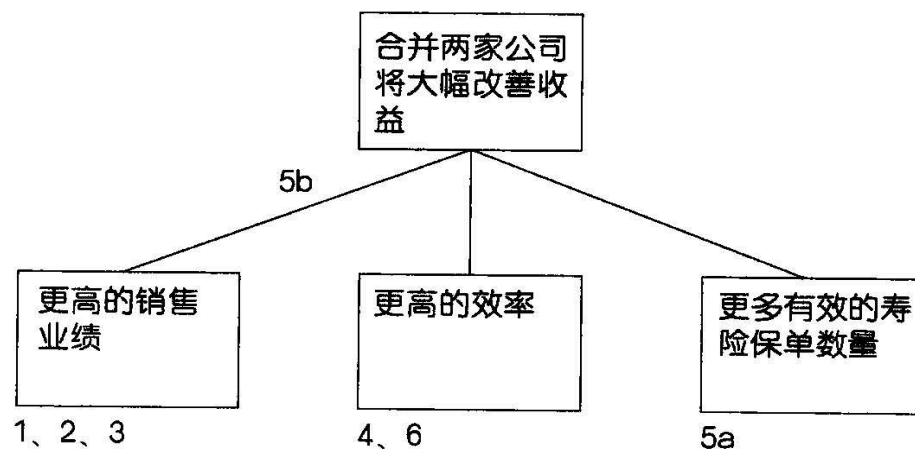 合并两家公司
将大幅改善收
益
5b
更高的销售
业绩
更高的效率
更多有效的寿
险保单数量
1、2、3
4、6
5a